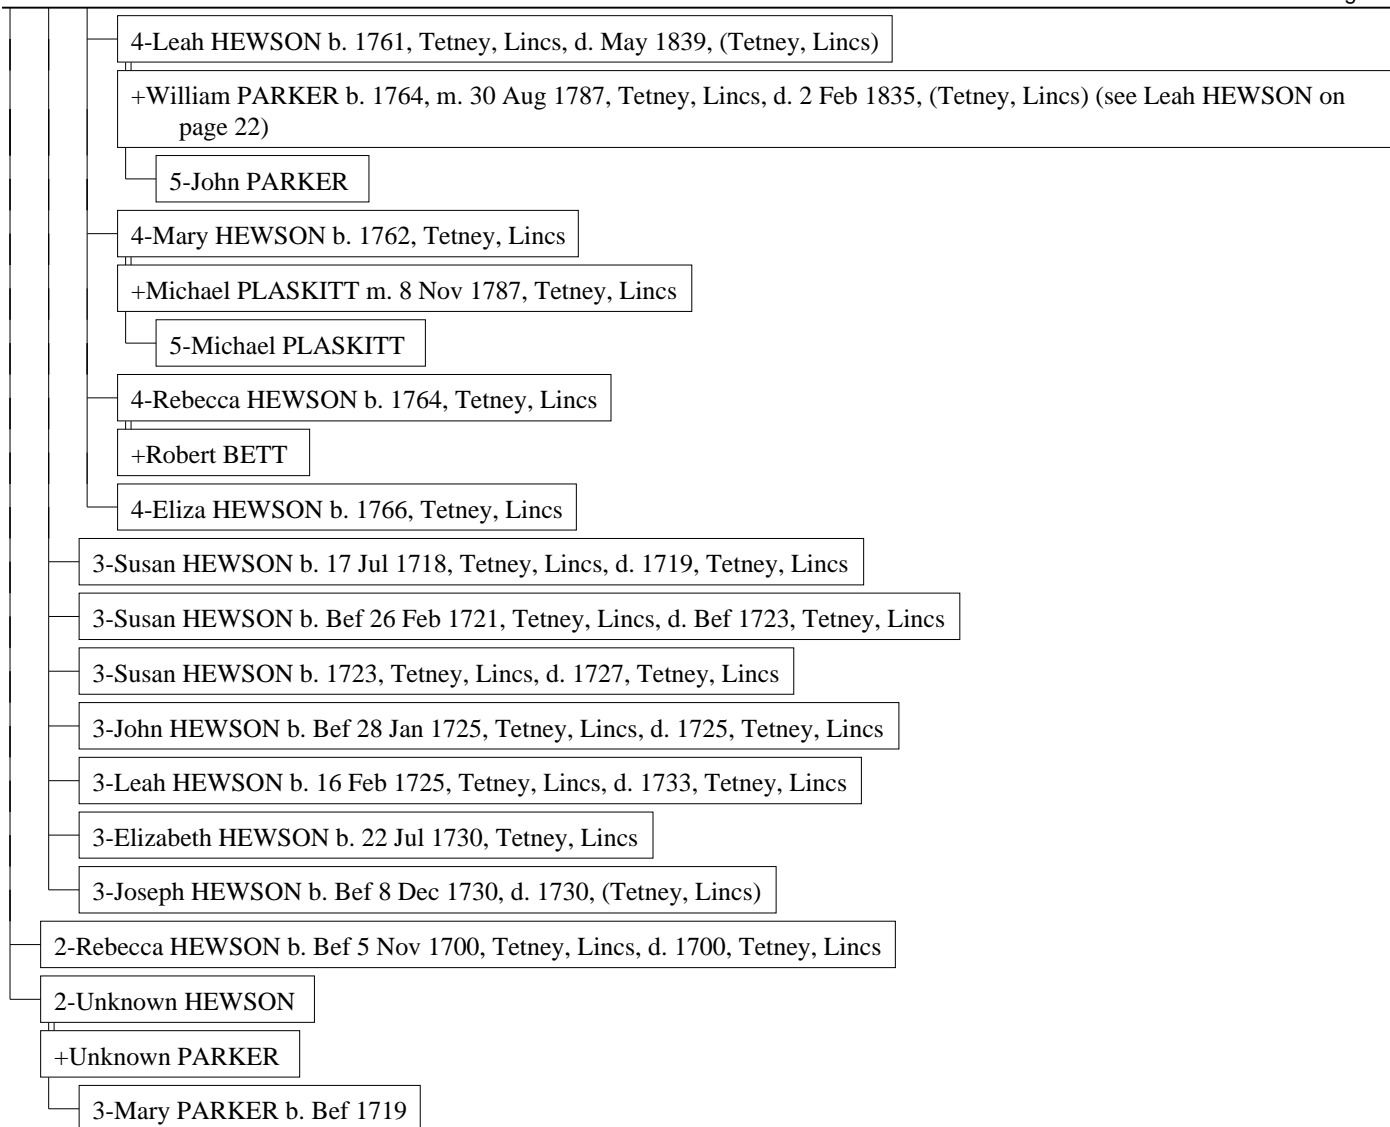 4-Leah HEWSON b. 1761, Tetney, Lincs, d. May 1839, (Tetney, Lincs)
+William PARKER b. 1764, m. 30 Aug 1787, Tetney, Lincs, d. 2 Feb 1835, (Tetney, Lincs) (see Leah HEWSON on
page 22)
5-John PARKER
4-Mary HEWSON b. 1762, Tetney, Lincs
+Michael PLASKITT m. 8 Nov 1787, Tetney, Lincs
5-Michael PLASKITT
4-Rebecca HEWSON b. 1764, Tetney, Lincs
+Robert BETT
4-Eliza HEWSON b. 1766, Tetney, Lincs
3-Susan HEWSON b. 17 Jul 1718, Tetney, Lincs, d. 1719, Tetney, Lincs
3-Susan HEWSON b. Bef 26 Feb 1721, Tetney, Lincs, d. Bef 1723, Tetney, Lincs
3-Susan HEWSON b. 1723, Tetney, Lincs, d. 1727, Tetney, Lincs
3-John HEWSON b. Bef 28 Jan 1725, Tetney, Lincs, d. 1725, Tetney, Lincs
3-Leah HEWSON b. 16 Feb 1725, Tetney, Lincs, d. 1733, Tetney, Lincs
3-Elizabeth HEWSON b. 22 Jul 1730, Tetney, Lincs
3-Joseph HEWSON b. Bef 8 Dec 1730, d. 1730, (Tetney, Lincs)
2-Rebecca HEWSON b. Bef 5 Nov 1700, Tetney, Lincs, d. 1700, Tetney, Lincs
2-Unknown HEWSON
+Unknown PARKER
3-Mary PARKER b. Bef 1719